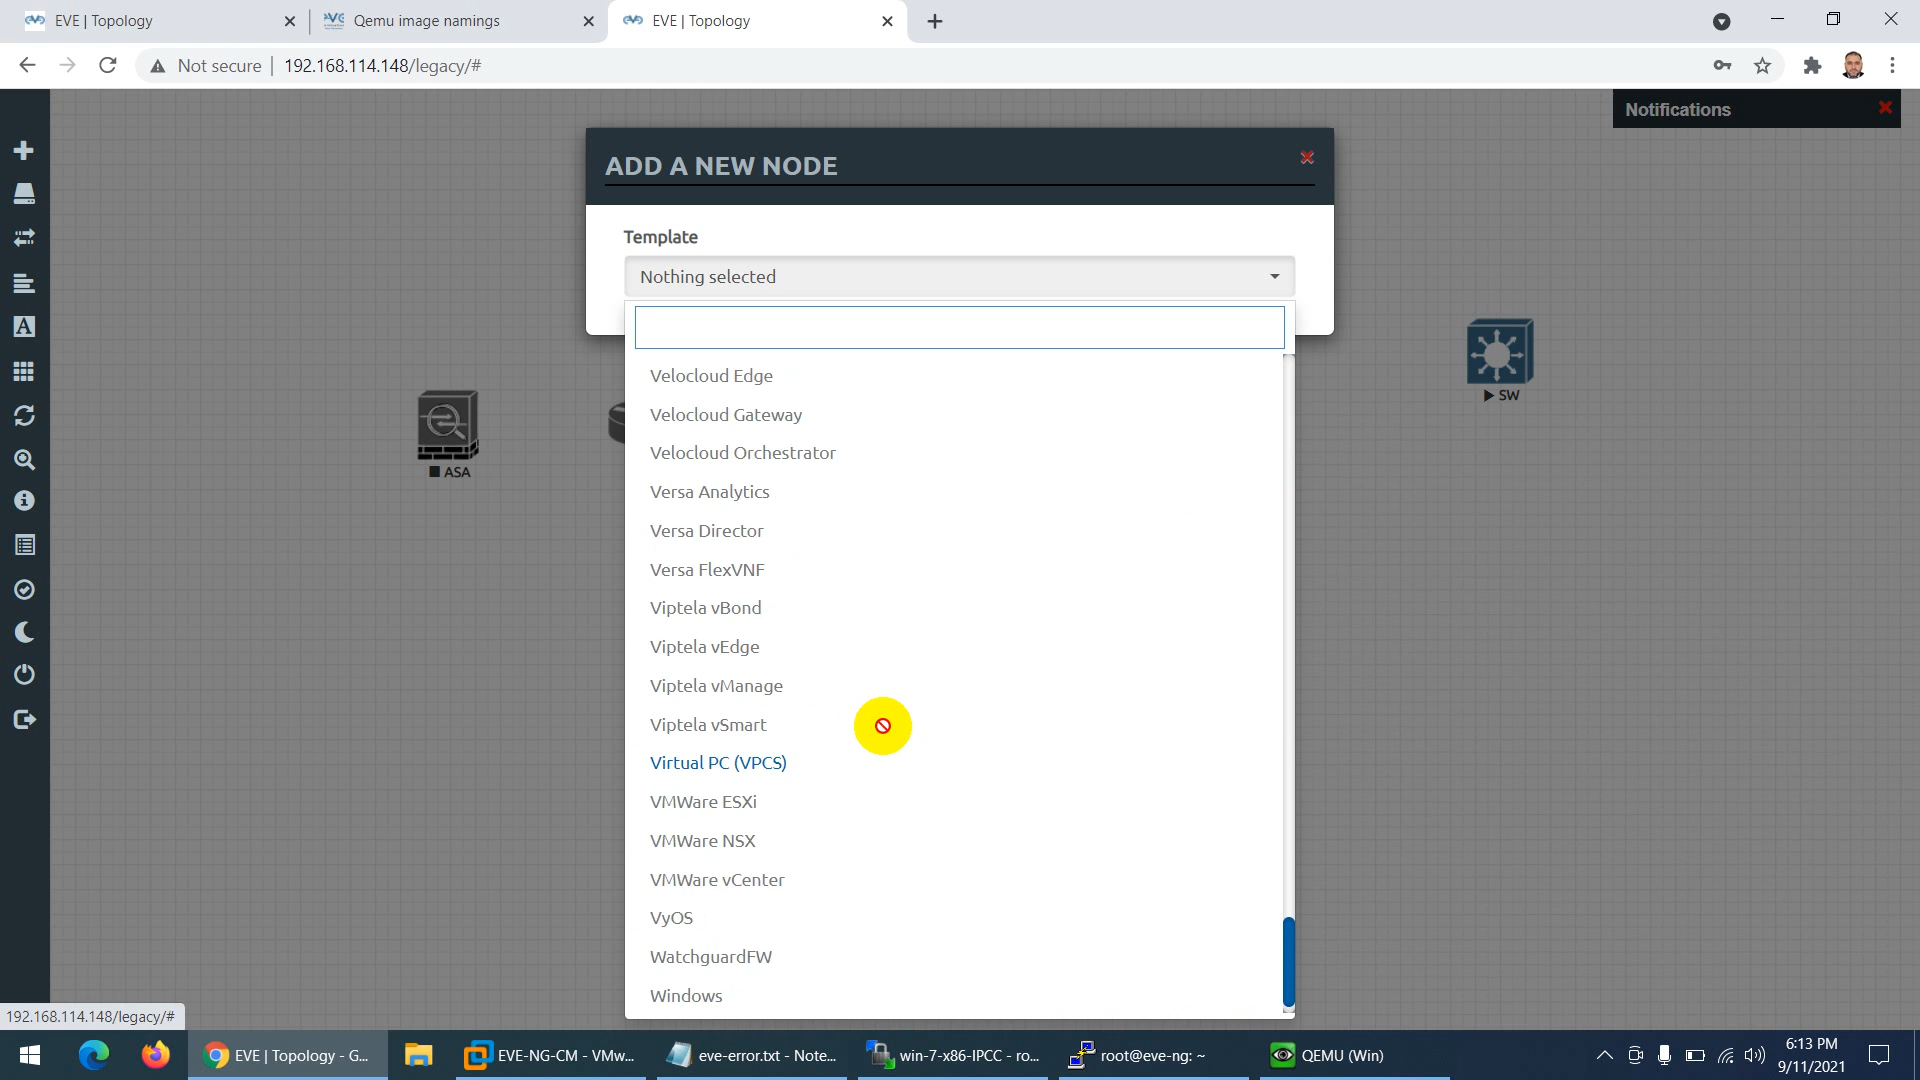 EVE | Topology
Qemu image namings
EVE | Topology
Not secure
192.168.114.148/legacy/#
Notifications
ADD A NEW NODE
Template
Nothing selected
Velocloud Edge
Velocloud Gateway
Velocloud Orchestrator
Versa Analytics
Versa Director
Versa FlexVNF
Viptela vBond
Viptela vEdge
Viptela vManage
Viptela vSmart
Virtual PC (VPCS)
VMWare ESXi
VMWare NSX
VMWare vCenter
VyOS
WatchguardFW
Windows
A
ASA
SW
192.168.114.148/legacy/#
EVE | Topology - G...
EVE-NG-CM - VMw...
eve-error.txt - Note...
win-7-x86-IPCC - ro...
root@eve-ng: ~
QEMU (Win)
6:13 PM
9/11/2021